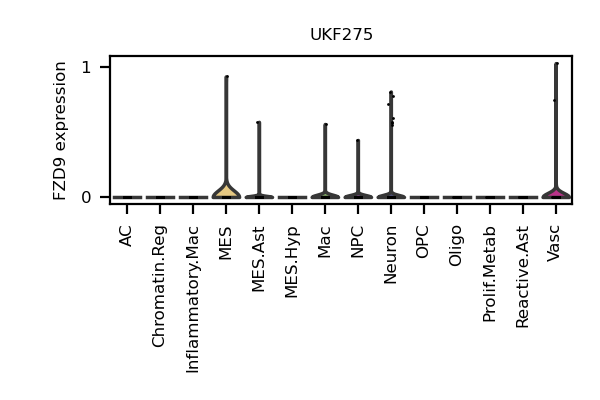 UKF275
FZD9 expression
1
0
AC
Chromatin.Reg
Inflammatory.Mac
MES
MES.Ast
MES.Hyp
Mac
NPC
Neuron
OPC
Oligo
Prolif.Metab
Reactive.Ast
Vasc